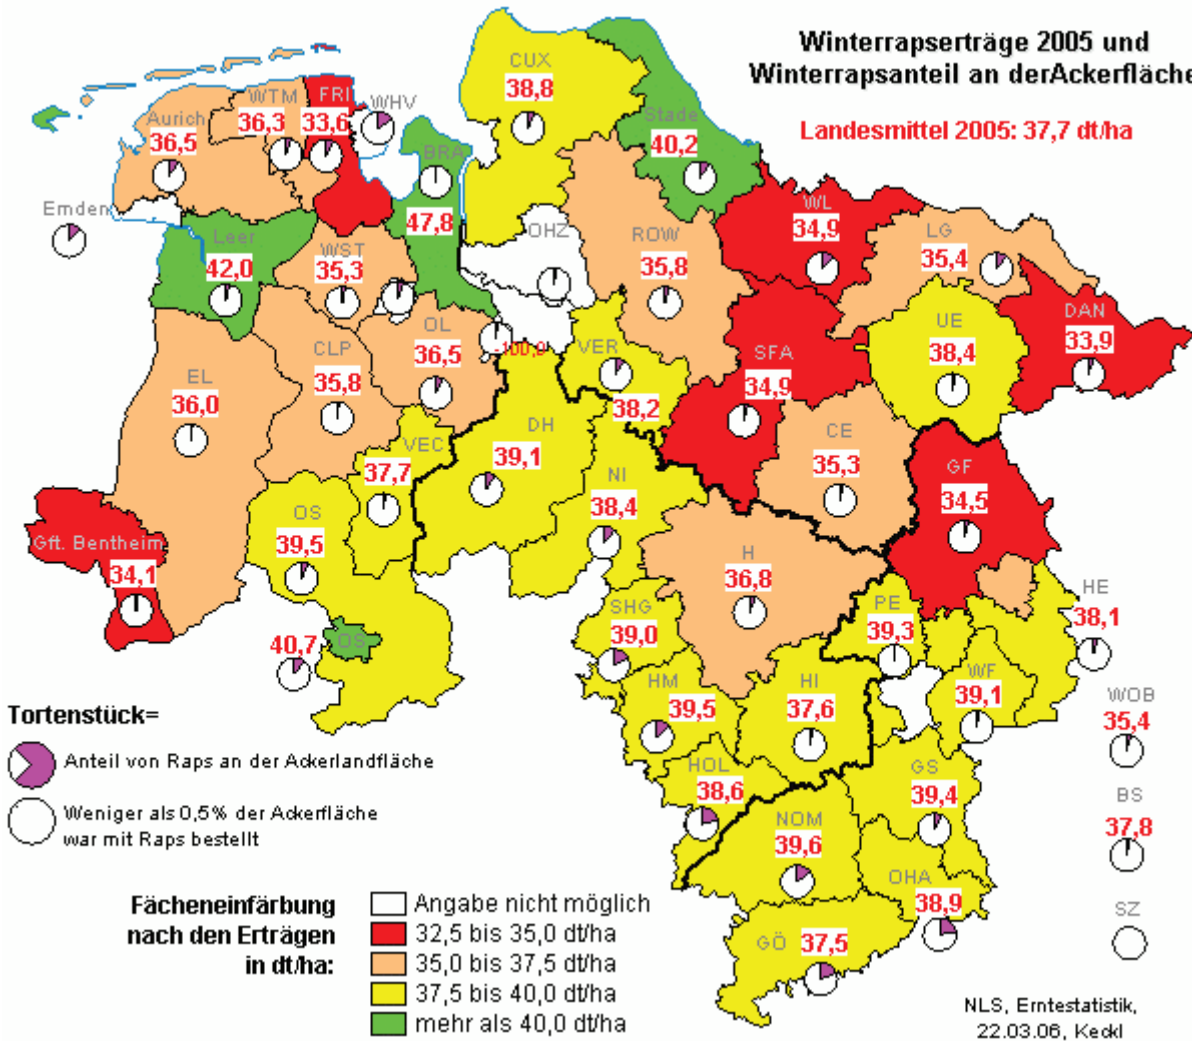 Winterrapserträge 2005 und
Winterrapsanteil an derAckerfläche
Landesmittel 2005: 37,7 dt/ha
CUX
38,8
WTM
36,3
FRI
33,6
WHV
Aurich
36,5
BRA
47,8
Stade
40,2
Emden
Leer
42,0
WST
35,3
OHZ
ROW
35,8
WL
34,9
LG
35,4
DAN
33,9
UE
38,4
OL
36,5
-100,0
VER
38,2
SFA
34,9
CLP
35,8
EL
36,0
CE
35,3
VEC
37,7
DH
39,1
NI
38,4
GF
34,5
OS
39,5
Gft. Bentheim
34,1
H
36,8
HE
38,1
PE
39,3
SHG
39,0
OS
40,7
HM
39,5
HI
37,6
WF
39,1
WOB
35,4
HOL
38,6
GS
39,4
BS
37,8
NOM
39,6
OHA
38,9
SZ
GÖ
37,5
Tortenstück=
Anteil von Raps an der Ackerlandfläche
Weniger als 0,5% der Ackerfläche
war mit Raps bestellt
Fächeneinfärbung
nach den Erträgen
in dt/ha:
Angabe nicht möglich
32,5 bis 35,0 dt/ha
35,0 bis 37,5 dt/ha
37,5 bis 40,0 dt/ha
mehr als 40,0 dt/ha
NLS, Erntestatistik,
22.03.06, Keckl